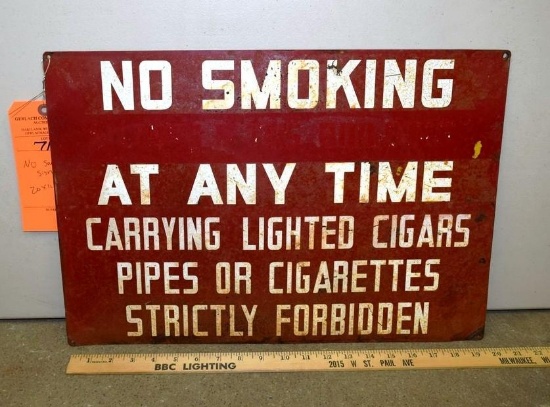 NO SMOKING
AT ANY TIME
CARRYING LIGHTED CIGARS
PIPES OR CIGARETTES
STRICTLY FORBIDDEN
BBC LIGHTING 2015 W ST. PAUL AVE MILWAUKEE,